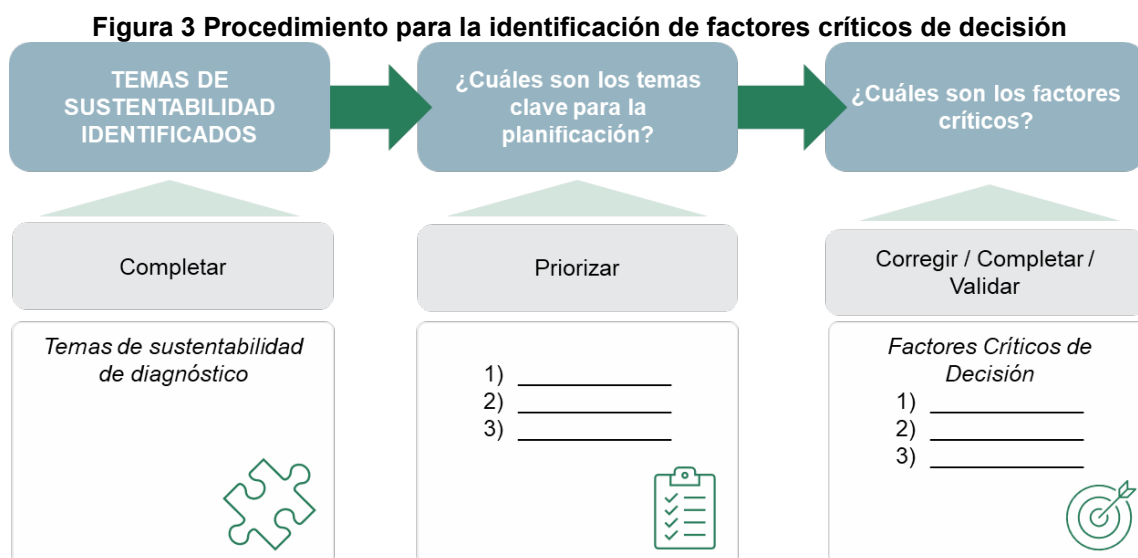 Figura 3 Procedimiento para la identificación de factores críticos de decisión
TEMAS DE
SUSTENTABILIDAD
IDENTIFICADOS
¿Cuáles son los temas
clave para la
planificación?
¿Cuáles son los factores
críticos?
Completar
Priorizar
Corregir / Completar /
Validar
Temas de sustentabilidad
de diagnóstico
1) ____________
2) ____________
3) ____________
Factores Críticos de
Decisión
1) ____________
2) ____________
3) ____________